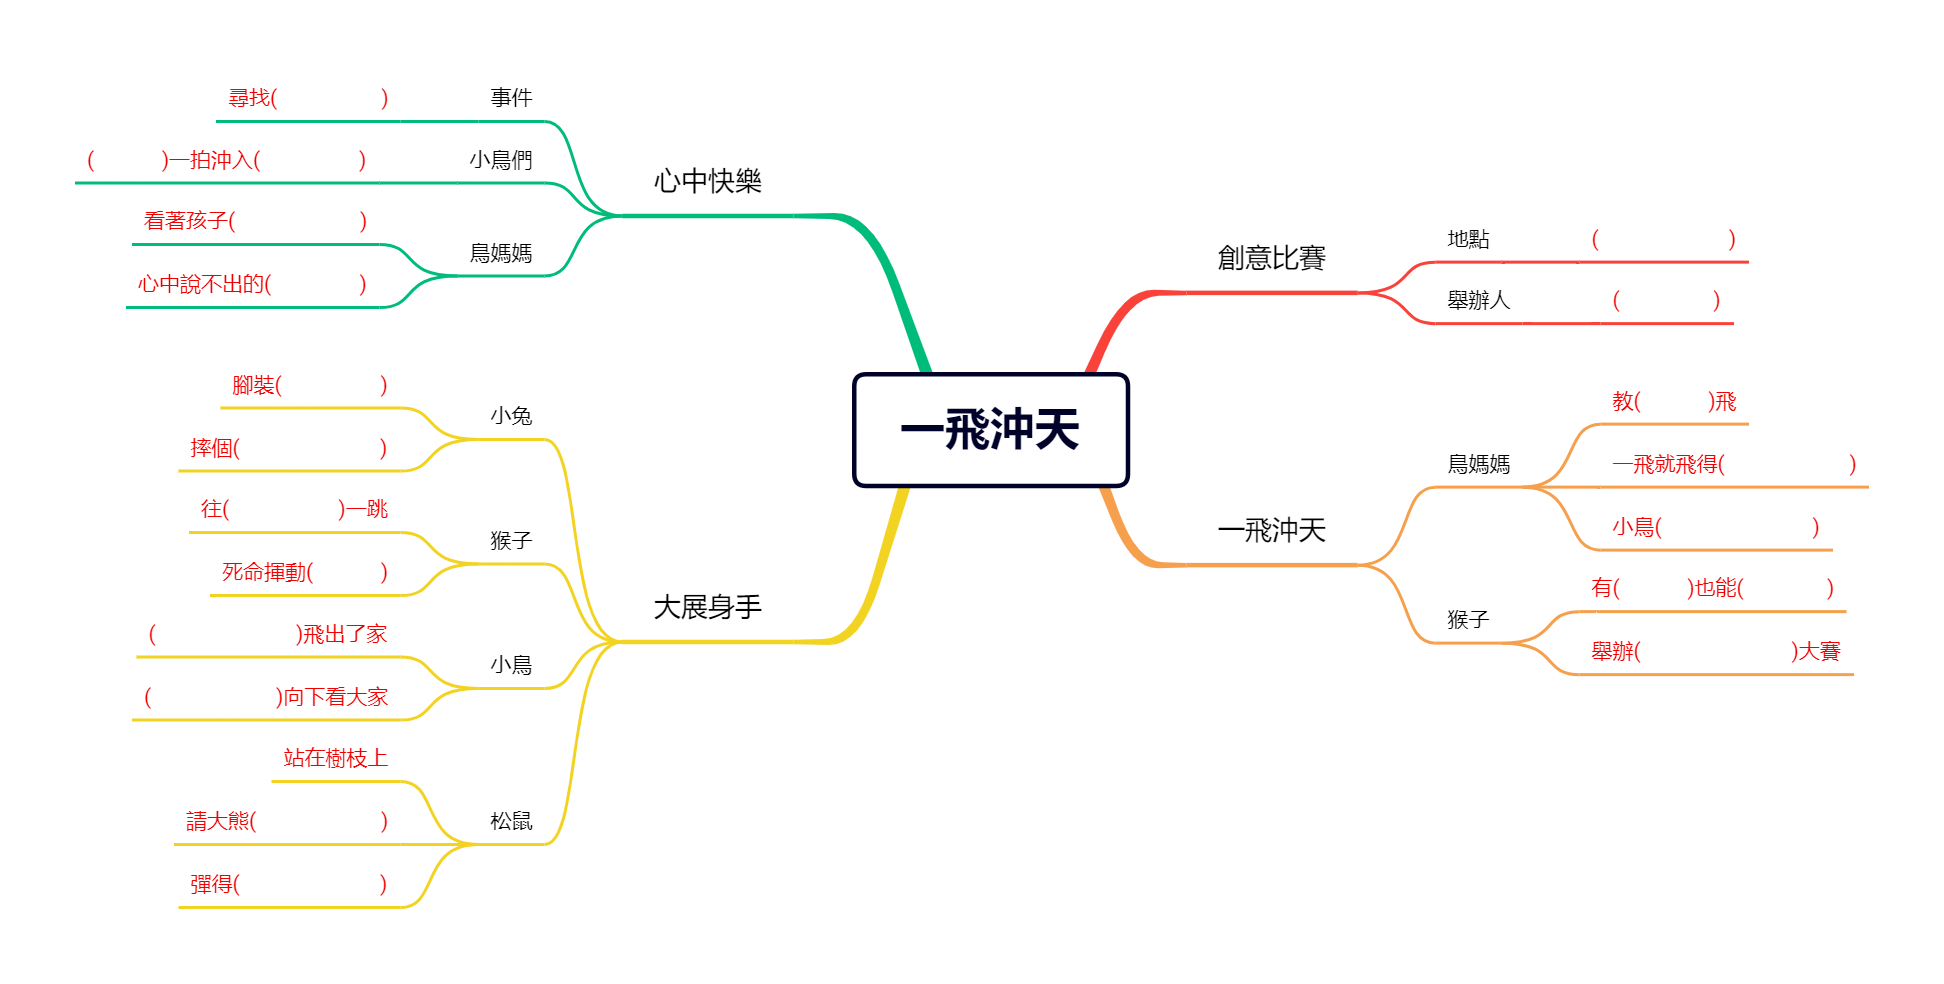 一飛沖天
創意比賽
地點
(          )
舉辦人
(          )
一飛沖天
鳥媽媽
教(      )飛
一飛就飛得(          )
小鳥(            )
猴子
有(      )也能(       )
舉辦(            )大賽
心中快樂
事件
尋找(         )
小鳥們
(      )一拍沖入(         )
鳥媽媽
看著孩子(           )
心中說不出的(        )
大展身手
小兔
腳裝(         )
摔個(            )
猴子
往(         )一跳
死命揮動(      )
小鳥
(            )飛出了家
(           )向下看大家
松鼠
站在樹枝上
請大熊(           )
彈得(            )